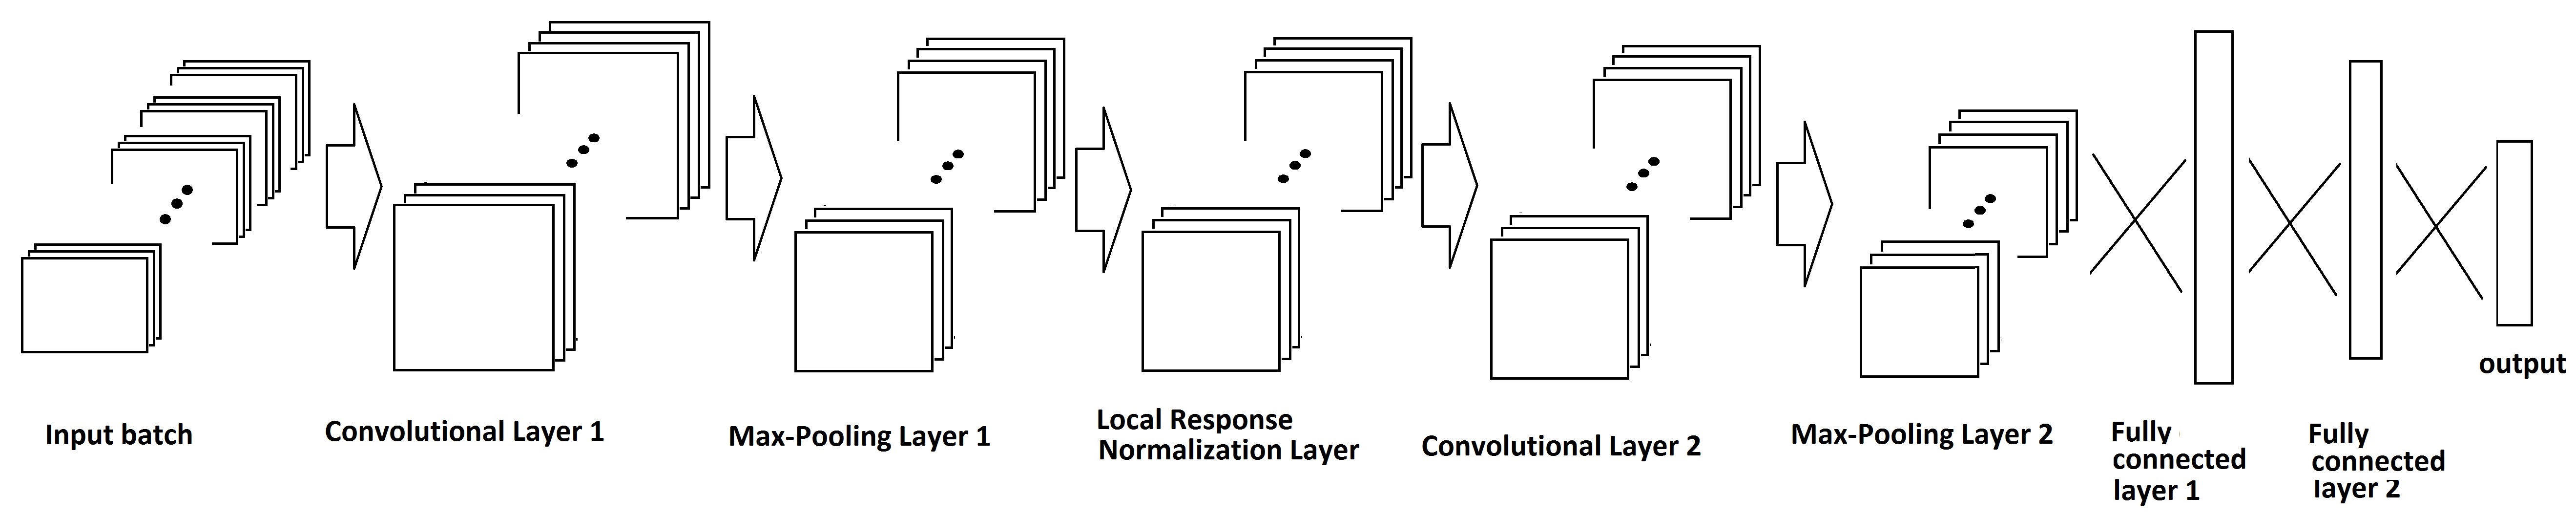 Input batch
Convolutional Layer 1
Max-Pooling Layer 1
Local Response
Normalization Layer
Convolutional Layer 2
Max-Pooling Layer 2
Fully
connected
layer 1
Fully
connected
layer 2
output